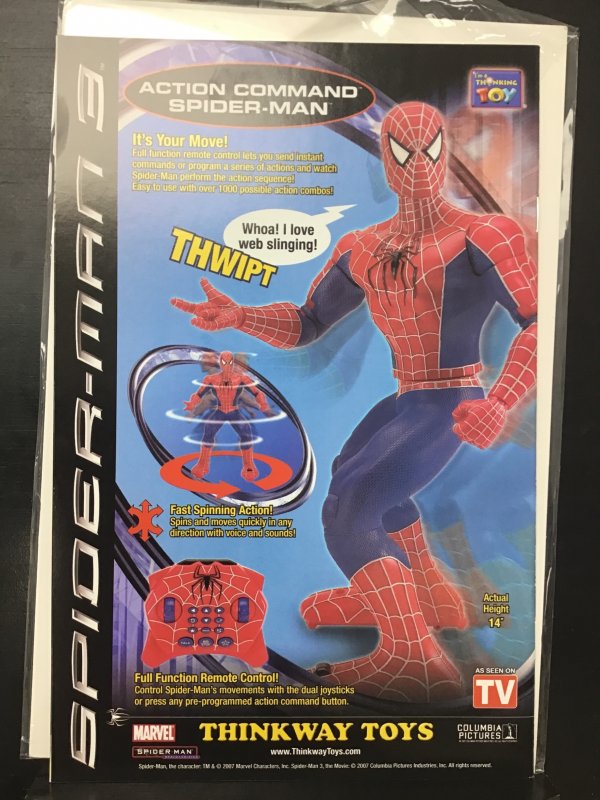 SPIDER-MAN 3™
ACTION COMMAND™
SPIDER-MAN™
I'm a
THINKING
TOY
It's Your Move!
Full function remote control lets you send instant
commands or program a series of actions and watch
Spider-Man perform the action sequence!
Easy to use with over 1000 possible action combos!
Whoa! I love
web slinging!
THWIPT
Fast Spinning Action!
Spins and moves quickly in any
direction with voice and sounds!
Actual
Height
14"
Full Function Remote Control!
Control Spider-Man's movements with the dual joysticks
or press any pre-programmed action command button.
AS SEEN ON
TV
MARVEL
SPIDER MAN
THINKWAY TOYS
www.ThinkwayToys.com
COLUMBIA
PICTURES
Spider-Man, the character: TM & © 2007 Marvel Characters, Inc. Spider-Man 3, the Movie: © 2007 Columbia Pictures Industries, Inc. All rights reserved.